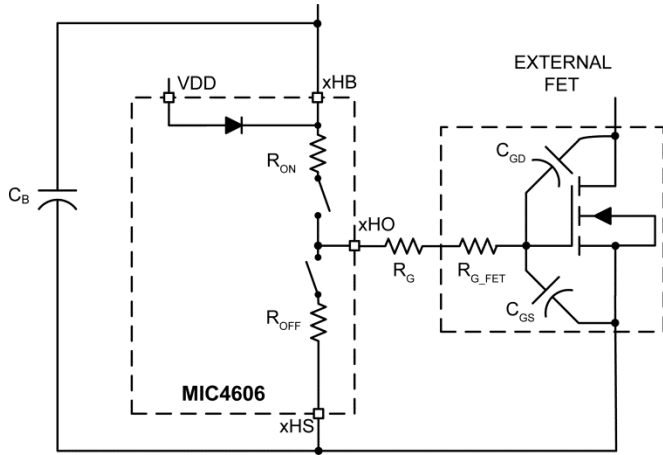 VDD
xHB
EXTERNAL
FET
C_GD
R_ON
C_B
xHO
R_G
R_G_FET
C_GS
R_OFF
MIC4606
xHS